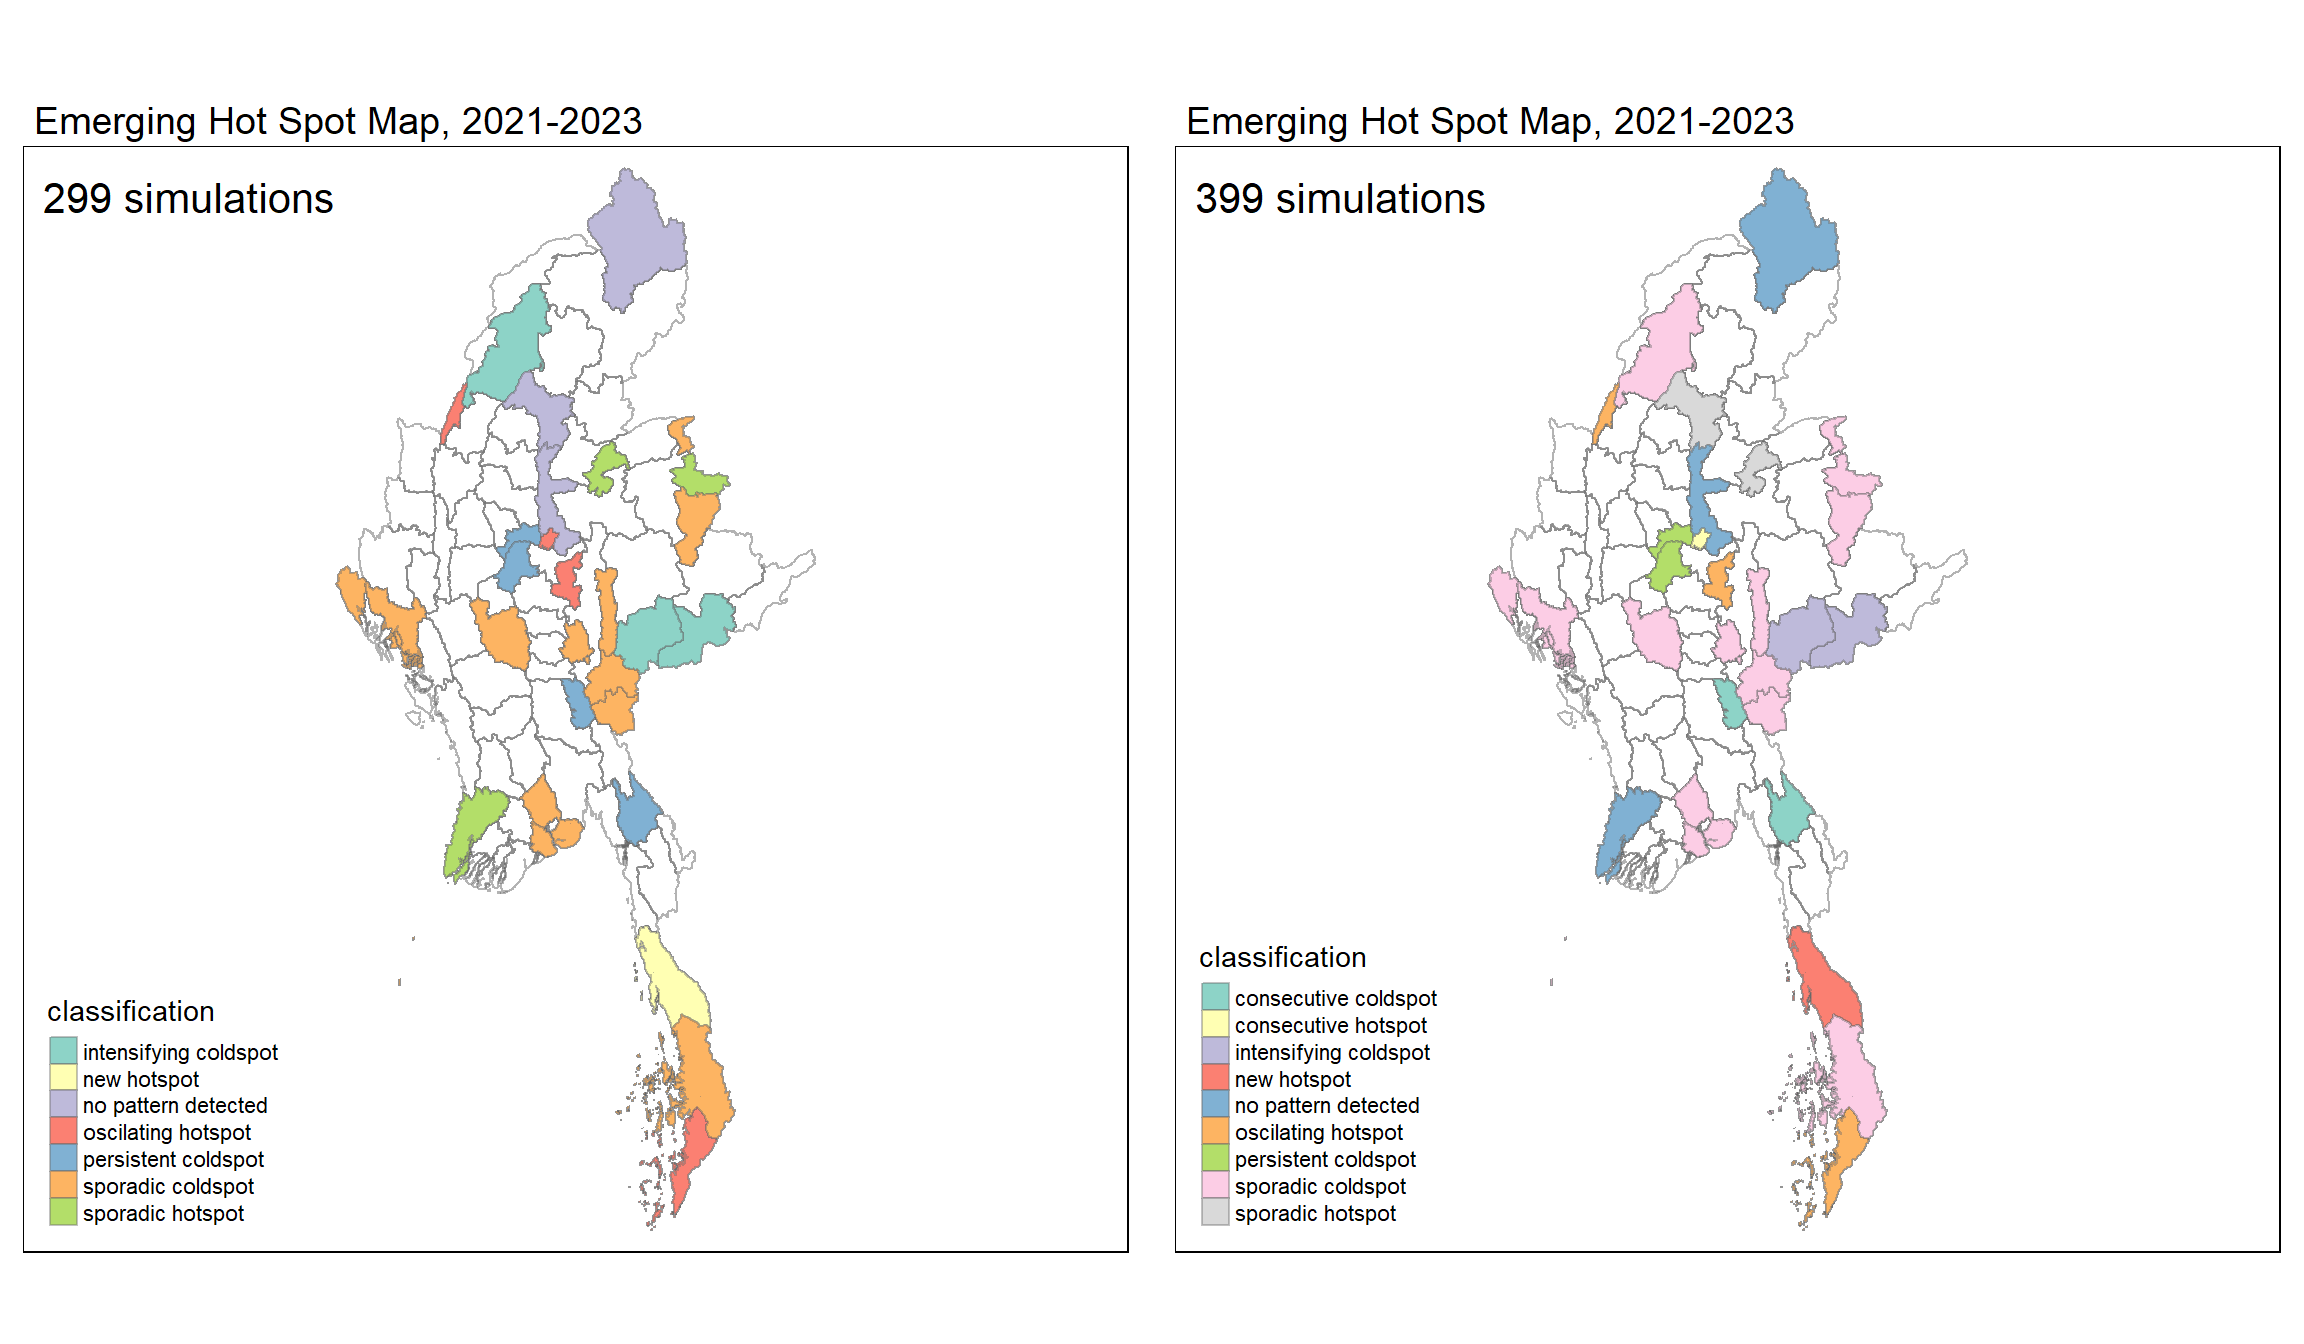 Emerging Hot Spot Map, 2021-2023
299 simulations
classification
intensifying coldspot
new hotspot
no pattern detected
oscilating hotspot
persistent coldspot
sporadic coldspot
sporadic hotspot
Emerging Hot Spot Map, 2021-2023
399 simulations
classification
consecutive coldspot
consecutive hotspot
intensifying coldspot
new hotspot
no pattern detected
oscilating hotspot
persistent coldspot
sporadic coldspot
sporadic hotspot